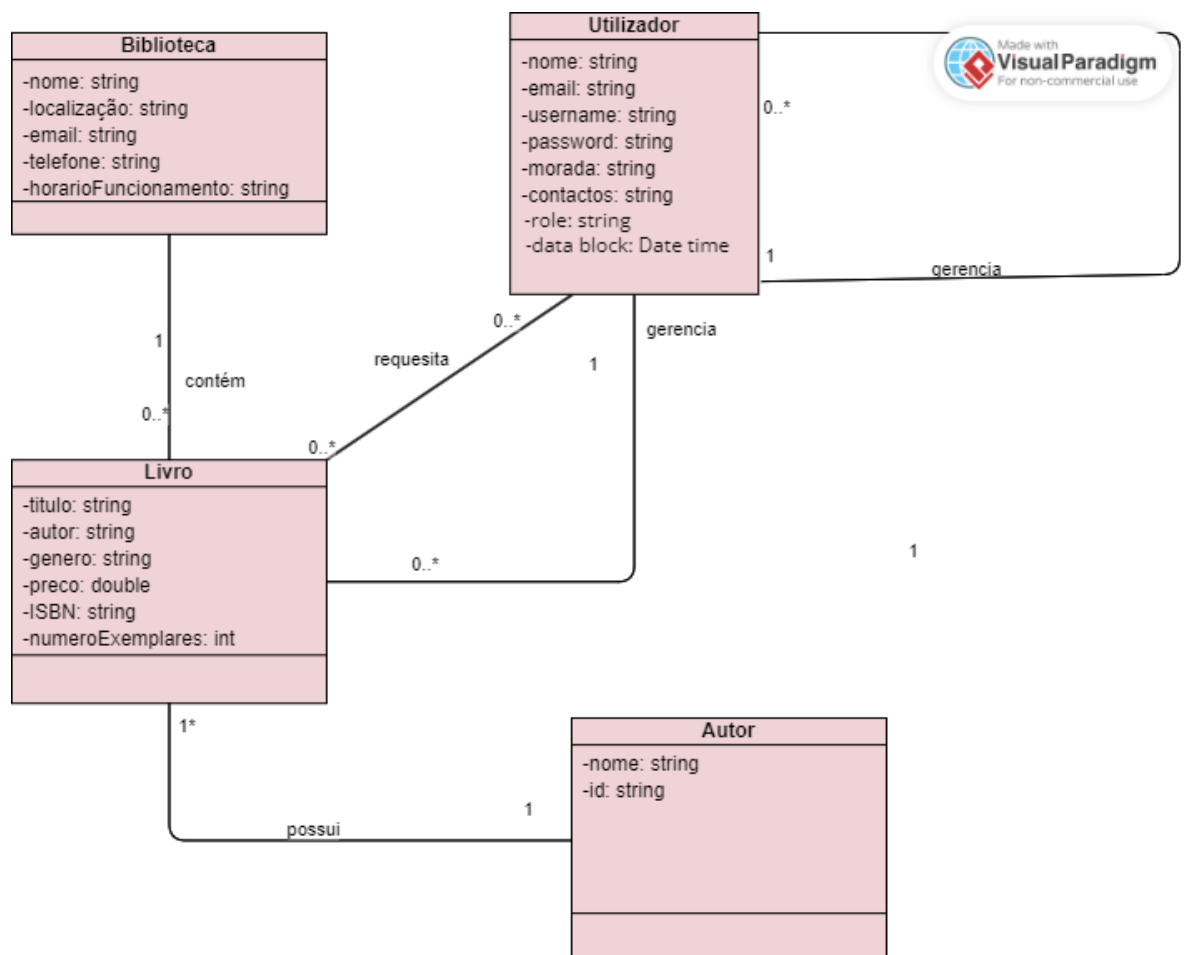 Biblioteca
-nome: string
-localização: string
-email: string
-telefone: string
-horarioFuncionamento: string
Utilizador
-nome: string
-email: string
-username: string
-password: string
-morada: string
-contactos: string
-role: string
-data block: Date time
Made with
Visual Paradigm
For non-commercial use
0..*
1
gerencia
0..*
requesita
0..*
gerencia
1
1
contém
0..*
Livro
-titulo: string
-autor: string
-genero: string
-preco: double
-ISBN: string
-numeroExemplares: int
0..*
1
1*
possui
1
Autor
-nome: string
-id: string